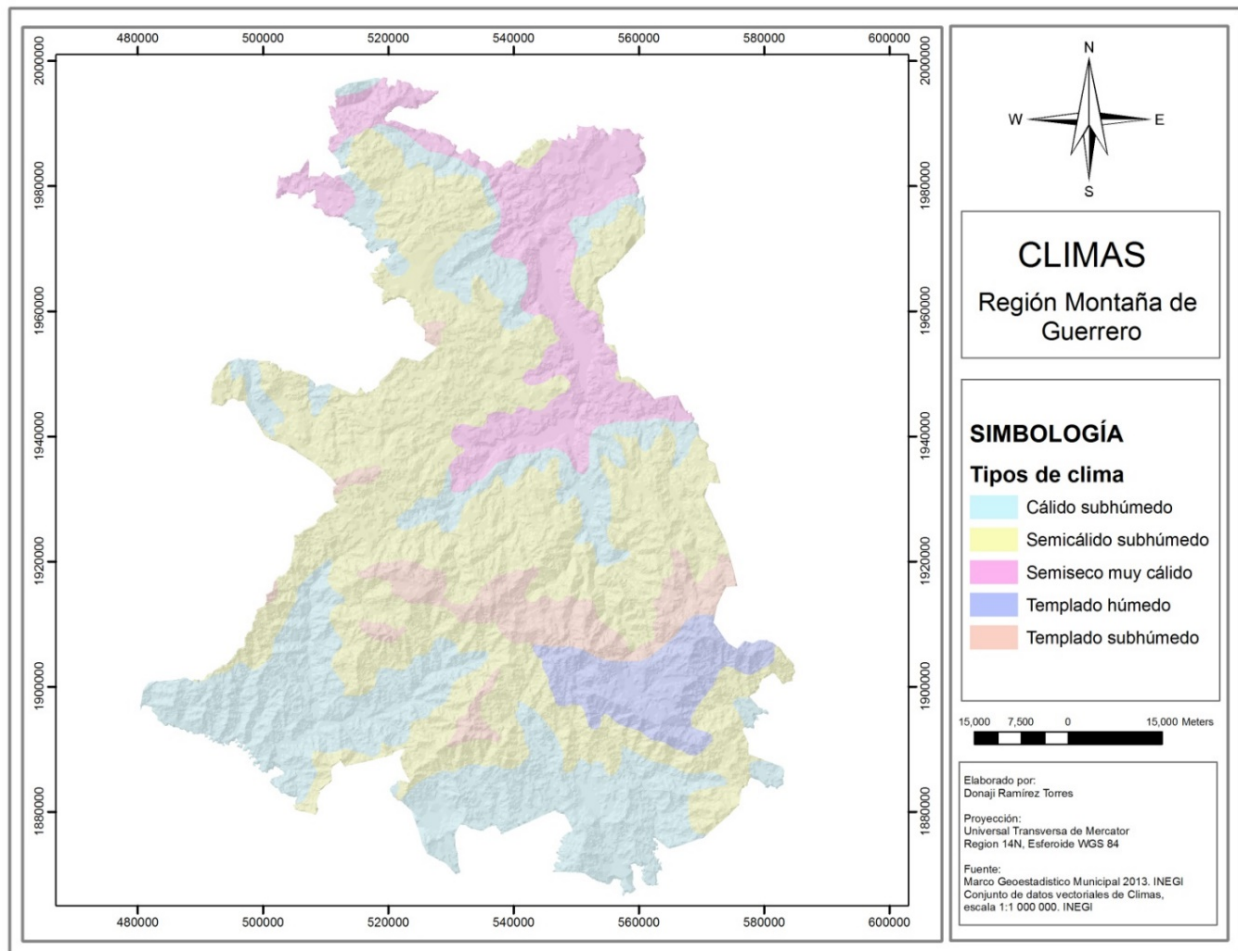 480000 500000 520000 540000 560000 580000 600000
2000000 2000000
1980000 1980000
1960000 1960000
1940000 1940000
1920000 1920000
1900000 1900000
1880000 1880000
480000 500000 520000 540000 560000 580000 600000
N
W E
S
CLIMAS
Región Montaña de
Guerrero
SIMBOLOGÍA
Tipos de clima
Cálido subhúmedo
Semicálido subhúmedo
Semiseco muy cálido
Templado húmedo
Templado subhúmedo
15,000 7,500 0 15,000 Meters
Elaborado por:
Donají Ramírez Torres
Proyección:
Universal Transversa de Mercator
Region 14N, Esferoide WGS 84
Fuente:
Marco Geoestadistico Municipal 2013. INEGI
Conjunto de datos vectoriales de Climas,
escala 1:1 000 000. INEGI